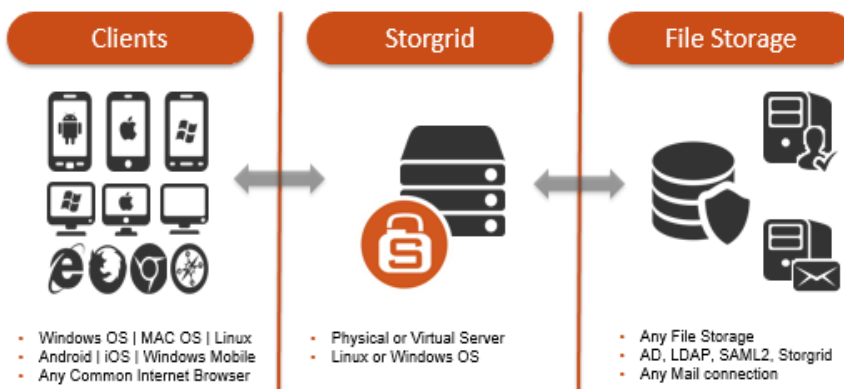 Clients
Storgrid
File Storage
S
Windows OS | MAC OS | Linux
Android | iOS | Windows Mobile
Any Common Internet Browser
Physical or Virtual Server
Linux or Windows OS
Any File Storage
AD, LDAP, SAML2, Storgrid
Any Mail connection